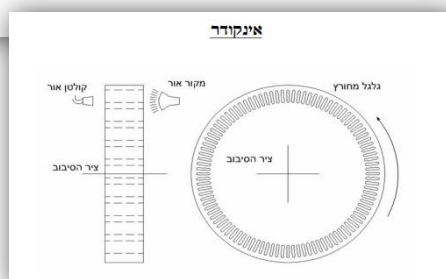 אינקודר
גלגל מחורץ
מקור אור
קולטן אור
ציר הסיבוב
ציר הסיבוב